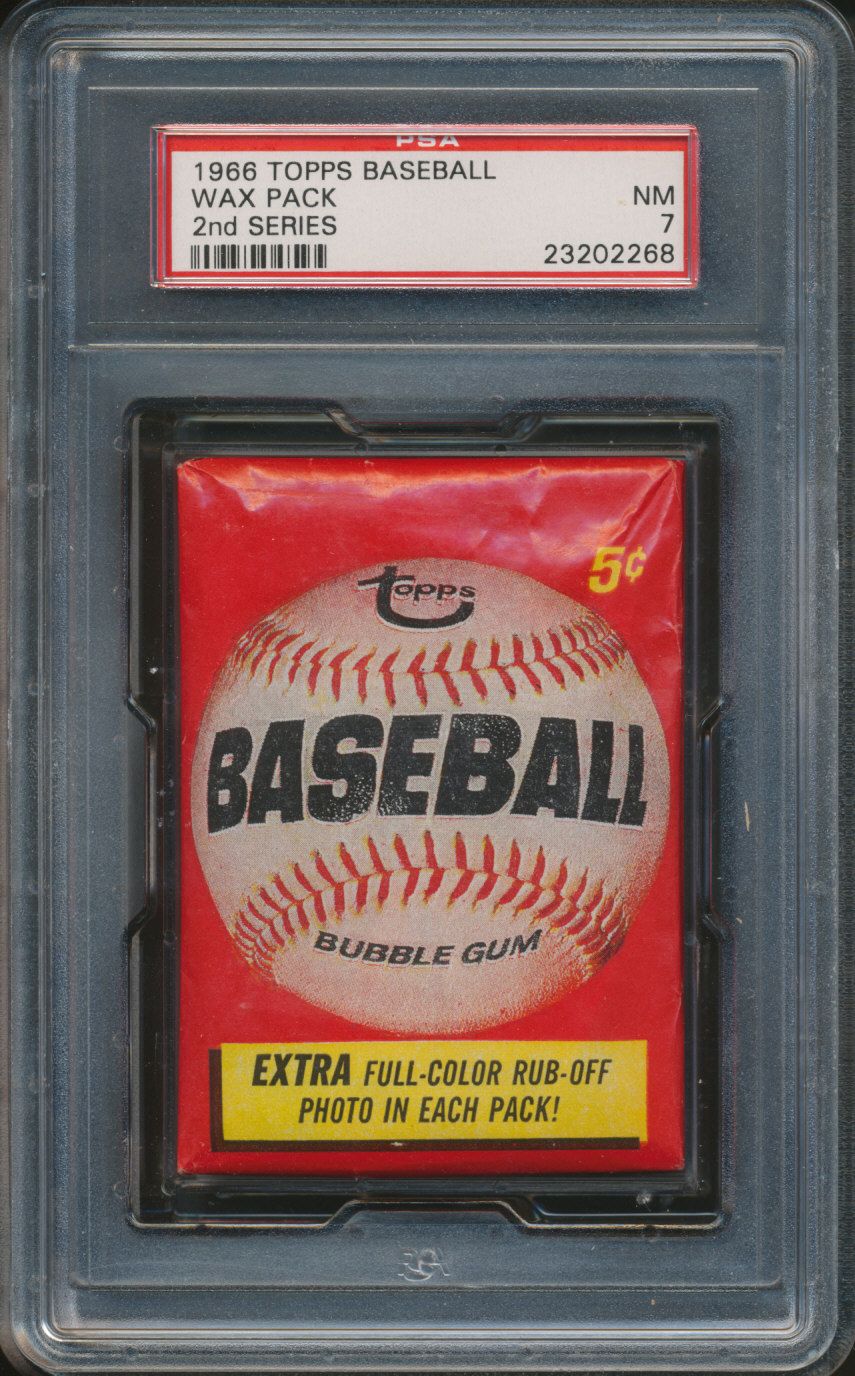 PSA
1966 TOPPS BASEBALL
WAX PACK
NM
2nd SERIES
7
23202268
5¢
Topps
BASEBALL
BUBBLE GUM
EXTRA FULL-COLOR RUB-OFF
PHOTO IN EACH PACK!
PSA